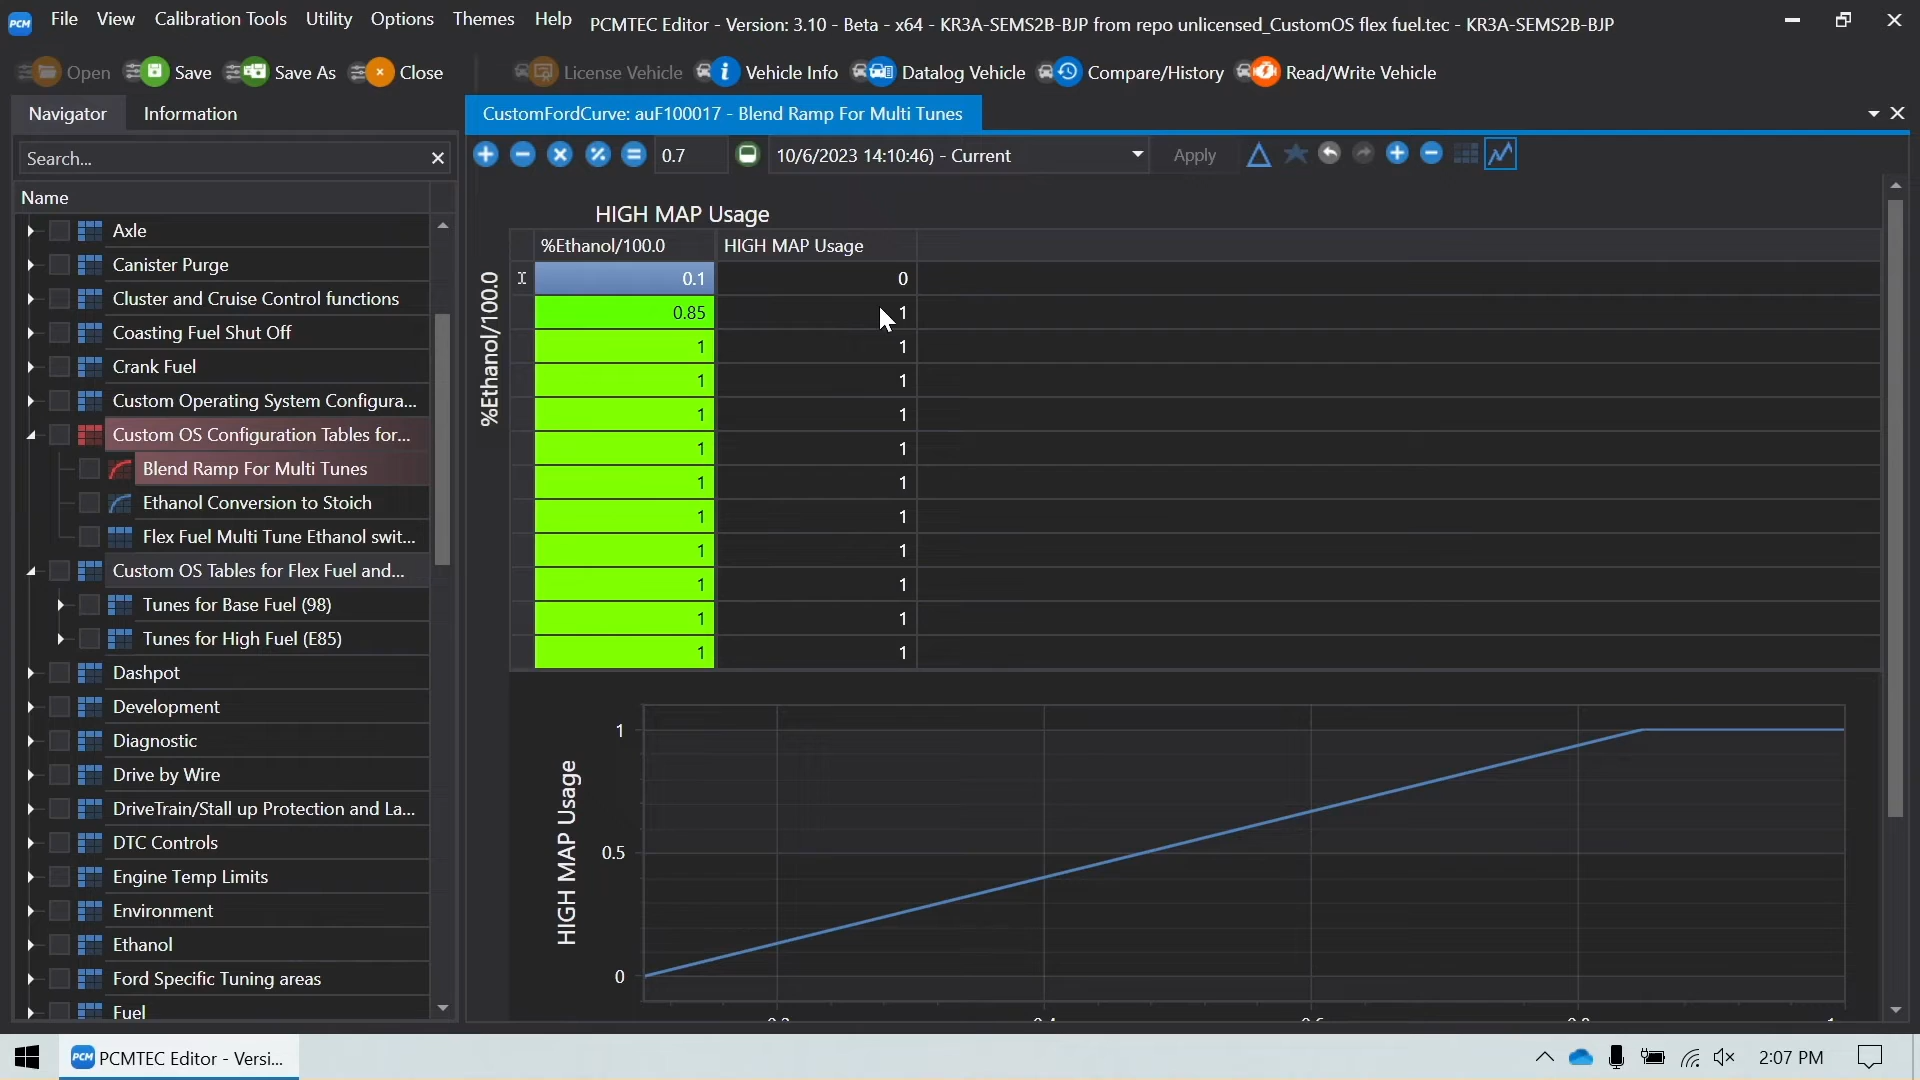 PCM
File View Calibration Tools Utility Options Themes Help PCMTEC Editor - Version: 3.10 - Beta - x64 - KR3A-SEMS2B-BJP from repo unlicensed_CustomOS flex fuel.tec - KR3A-SEMS2B-BJP
Open Save Save As Close License Vehicle Vehicle Info Datalog Vehicle Compare/History Read/Write Vehicle
Navigator Information
CustomFordCurve: auF100017 - Blend Ramp For Multi Tunes
Search...
0.7 10/6/2023 14:10:46) - Current Apply
Name
Axle
Canister Purge
Cluster and Cruise Control functions
Coasting Fuel Shut Off
Crank Fuel
Custom Operating System Configura...
Custom OS Configuration Tables for...
Blend Ramp For Multi Tunes
Ethanol Conversion to Stoich
Flex Fuel Multi Tune Ethanol swit...
Custom OS Tables for Flex Fuel and...
Tunes for Base Fuel (98)
Tunes for High Fuel (E85)
Dashpot
Development
Diagnostic
Drive by Wire
DriveTrain/Stall up Protection and La...
DTC Controls
Engine Temp Limits
Environment
Ethanol
Ford Specific Tuning areas
Fuel
HIGH MAP Usage
%Ethanol/100.0 HIGH MAP Usage
%Ethanol/100.0
0.1 0
0.85 1
1 1
1 1
1 1
1 1
1 1
1 1
1 1
1 1
1 1
1 1
HIGH MAP Usage
1
0.5
0
0.2 0.4 0.6 0.8 1
PCM PCMTEC Editor - Versi...
2:07 PM